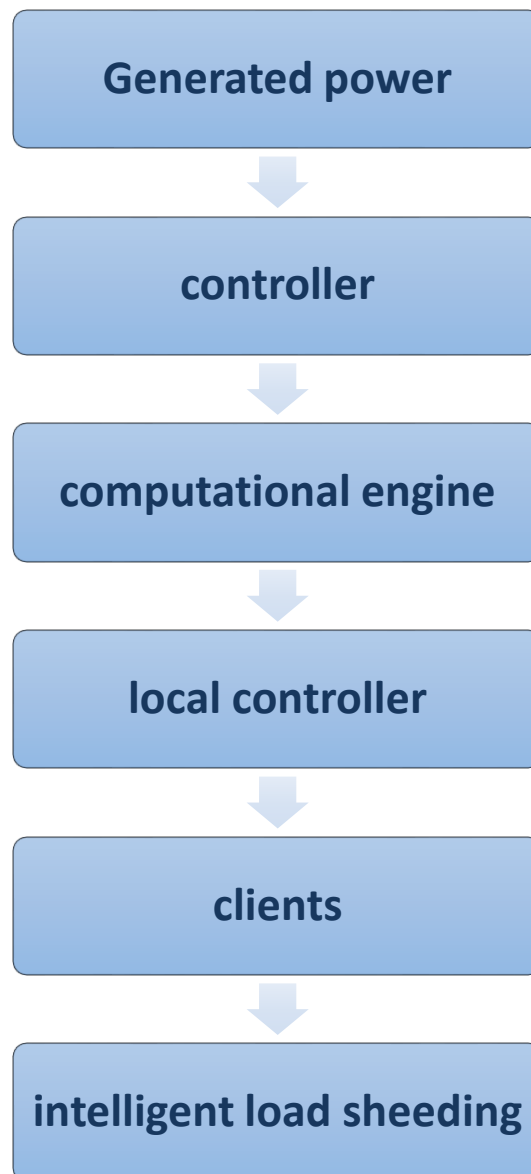 Generated power
controller
computational engine
local controller
clients
intelligent load sheeding